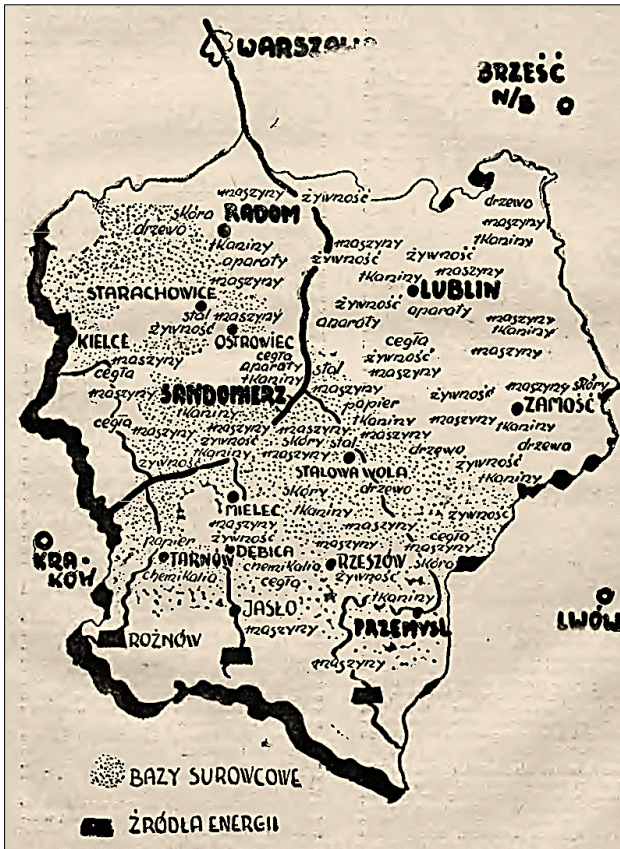 WARSZAWA
BRZEŚĆ
N/B
maszyny żywność
drzewo
skóra
RADOM
maszyny
drzewo
tkaniny
tkaniny
maszyny
aparaty
żywność
żywność
maszyny
maszyny
tkaniny
STARACHOWICE
LUBLIN
żywność
aparaty
stal maszyny
aparaty
maszyny
tkaniny
żywność
KIELCE
OSTROWIEC
cegła
maszyny
cegła
żywność
maszyny
aparaty
stal
cegła
tkaniny
maszyny
maszyny
SANDOMIERZ
maszyny
żywność
maszyny skóry
papier
ZAMOŚĆ
tkaniny
tkaniny
maszyny
tkaniny
cegła
maszyny
maszyny
maszyny
drzewa
żywność
skóry stal
drzewo
tkaniny
maszyny
żywność
żywność
STALOWA WOLA
tkaniny
skóry
drzewo
MIELEC
tkaniny
żywność
maszyny
maszyny
cegła
papier
żywność
maszyny
maszyny
DĘBICA
TARNÓW
chemikalia
RZESZÓW
skóra
chemikalia
cegła
żywność
KRA-
KÓW
JASŁO
tkaniny
LWÓW
maszyny
PRZEMYŚL
ROŻNÓW
maszyny
BAZY SUROWCOWE
ŻRÓDŁA ENERGII